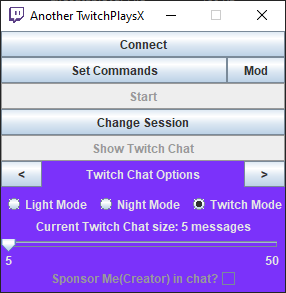 Another TwitchPlaysX
Connect
Set Commands Mod
Start
Change Session
Show Twitch Chat
< Twitch Chat Options >
Light Mode Night Mode Twitch Mode
Current Twitch Chat size: 5 messages
5 50
Sponsor Me(Creator) in chat?